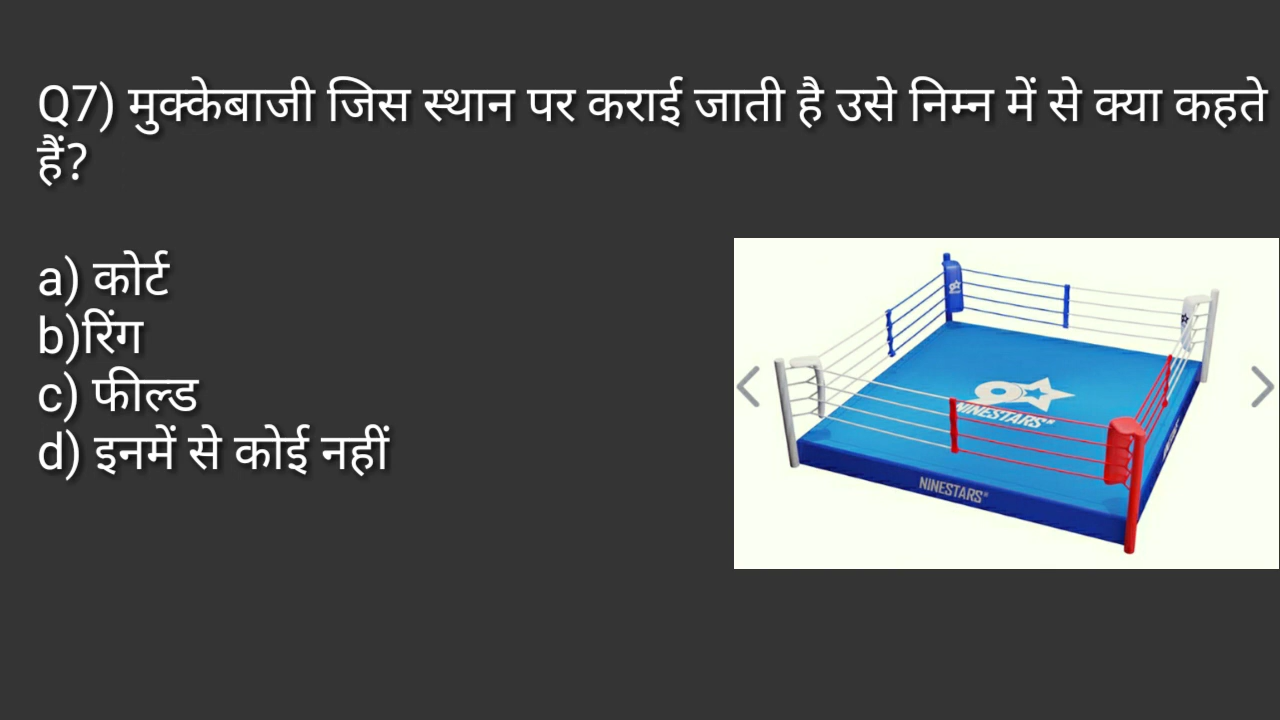 Q7) मुक्केबाजी जिस स्थान पर कराई जाती है उसे निम्न में से क्या कहते
हैं?
a) कोर्ट
b)रिंग
c) फील्ड
d) इनमें से कोई नहीं
NINESTARS®
NINESTARS®